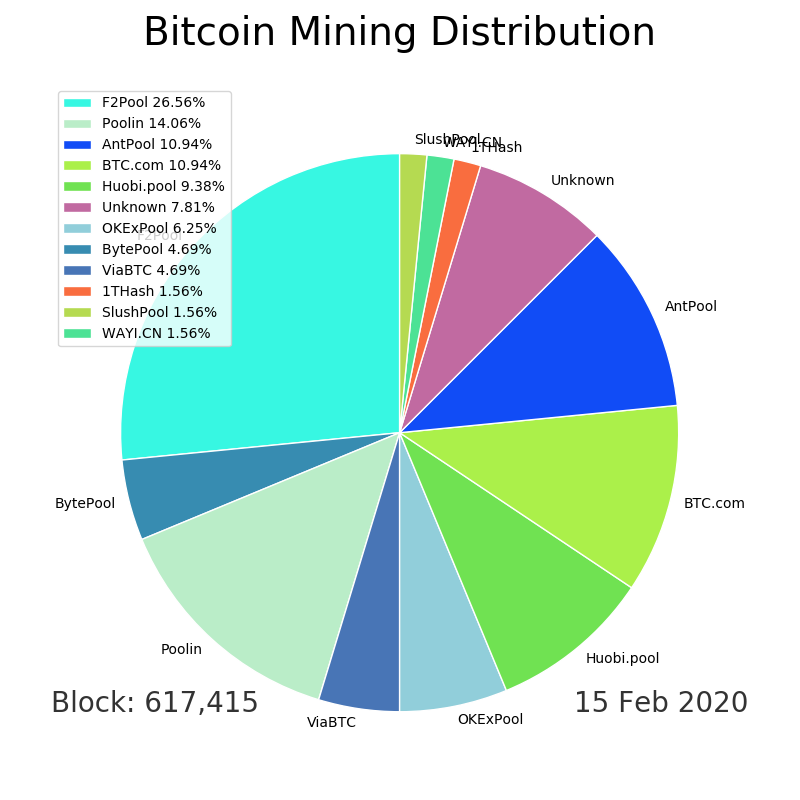 Bitcoin Mining Distribution
F2Pool 26.56%
Poolin 14.06%
AntPool 10.94%
BTC.com 10.94%
Huobi.pool 9.38%
Unknown 7.81%
OKExPool 6.25%
BytePool 4.69%
ViaBTC 4.69%
1THash 1.56%
SlushPool 1.56%
WAYI.CN 1.56%
SlushPool
WAYI.CN
1THash
Unknown
F2Pool
AntPool
BytePool
BTC.com
Poolin
Huobi.pool
ViaBTC
OKExPool
Block: 617,415
15 Feb 2020